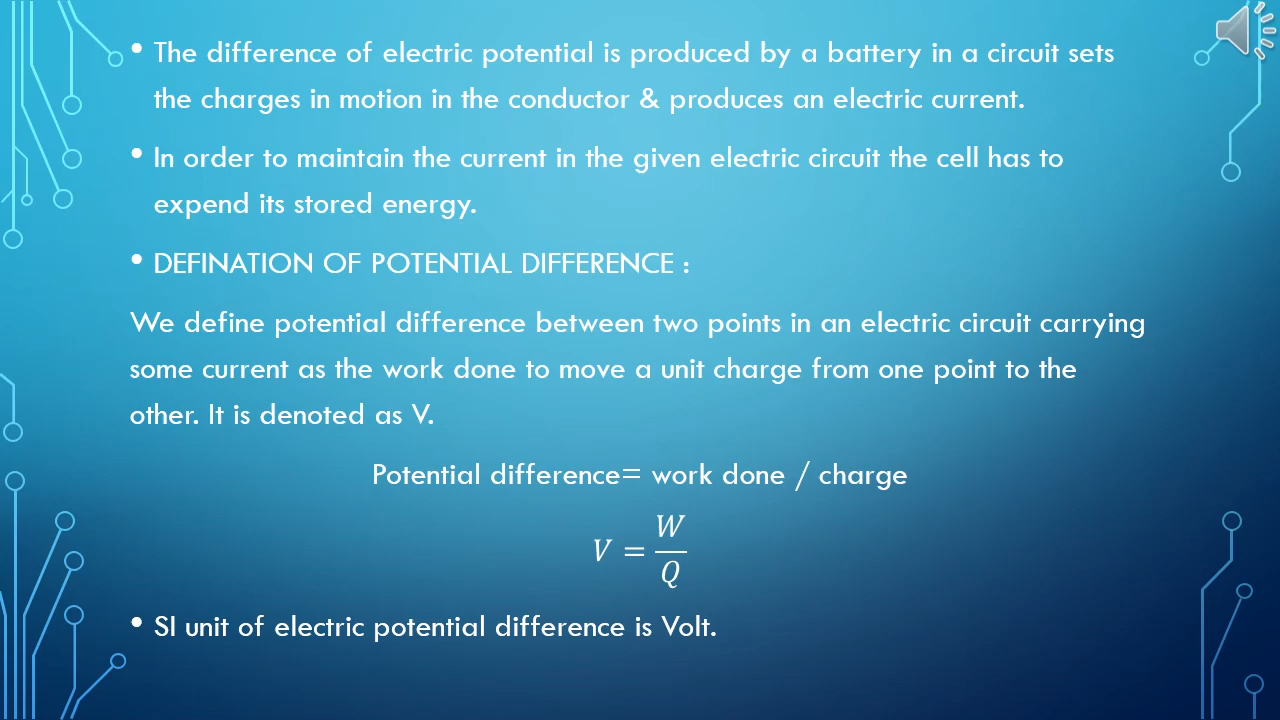 • The difference of electric potential is produced by a battery in a circuit sets
the charges in motion in the conductor & produces an electric current.
• In order to maintain the current in the given electric circuit the cell has to
expend its stored energy.
• DEFINATION OF POTENTIAL DIFFERENCE :
We define potential difference between two points in an electric circuit carrying
some current as the work done to move a unit charge from one point to the
other. It is denoted as V.
Potential difference= work done / charge
V = W/Q
• SI unit of electric potential difference is Volt.